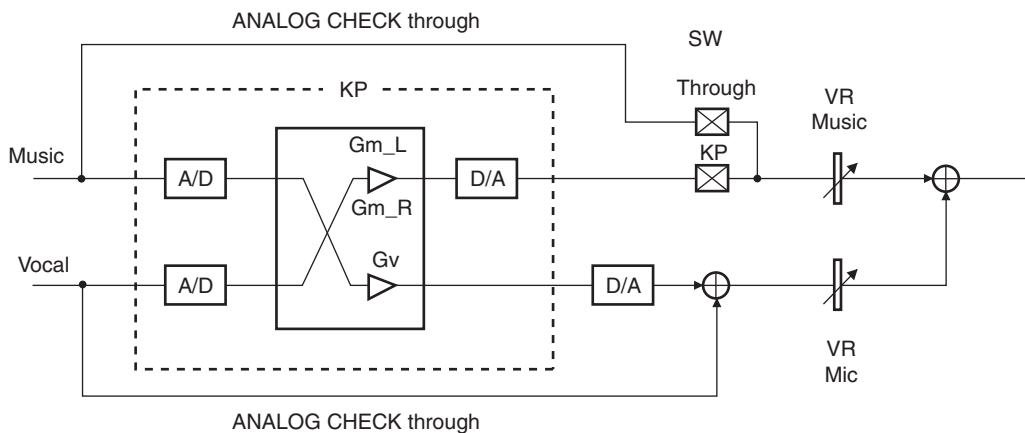 ANALOG CHECK through
SW
KP
Through
VR
Music
Music
A/D
Gm_L
Gm_R
D/A
KP
Vocal
A/D
Gv
D/A
VR
Mic
ANALOG CHECK through